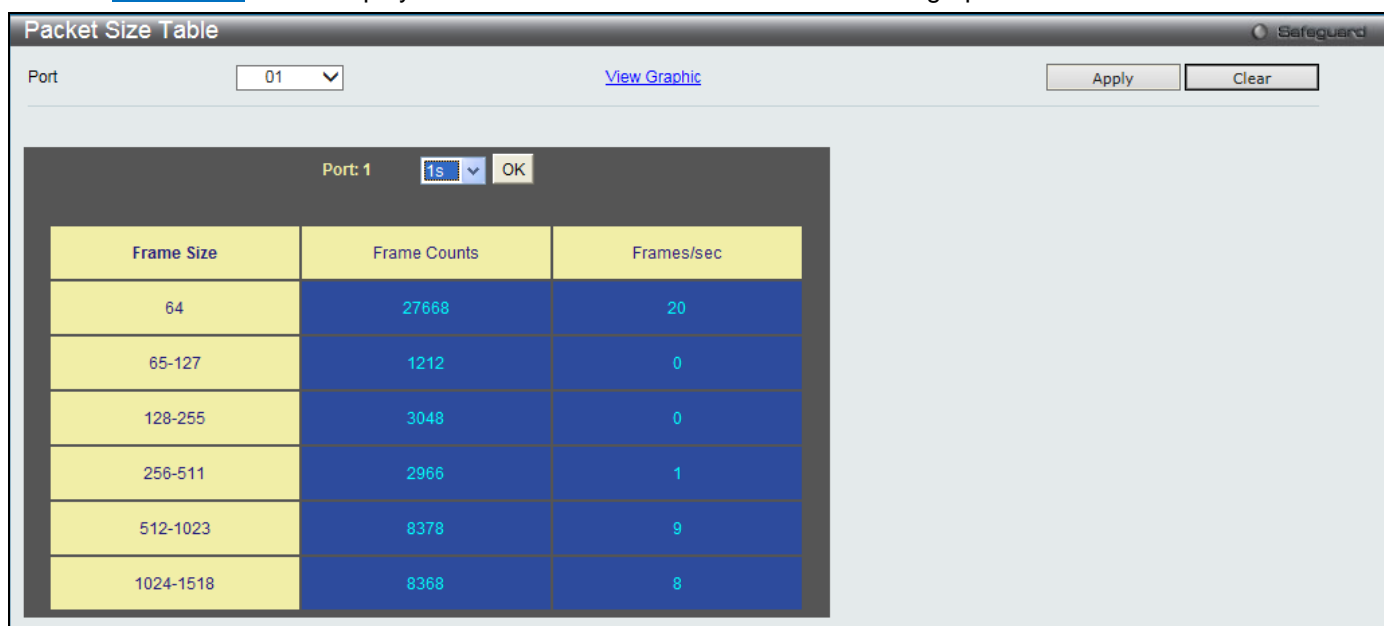 Packet Size Table
Safeguard
Port 01 View Graphic Apply Clear
Port: 1 1s OK
Frame Size Frame Counts Frames/sec
64 27668 20
65-127 1212 0
128-255 3048 0
256-511 2966 1
512-1023 8378 9
1024-1518 8368 8